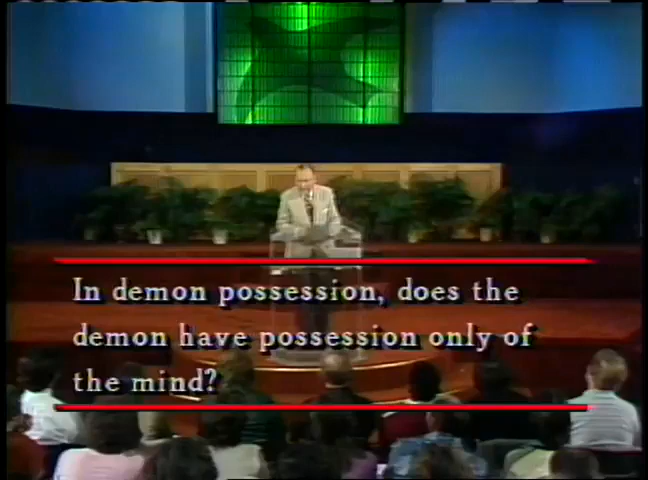 In demon possession, does the
demon have possession only of
the mind?